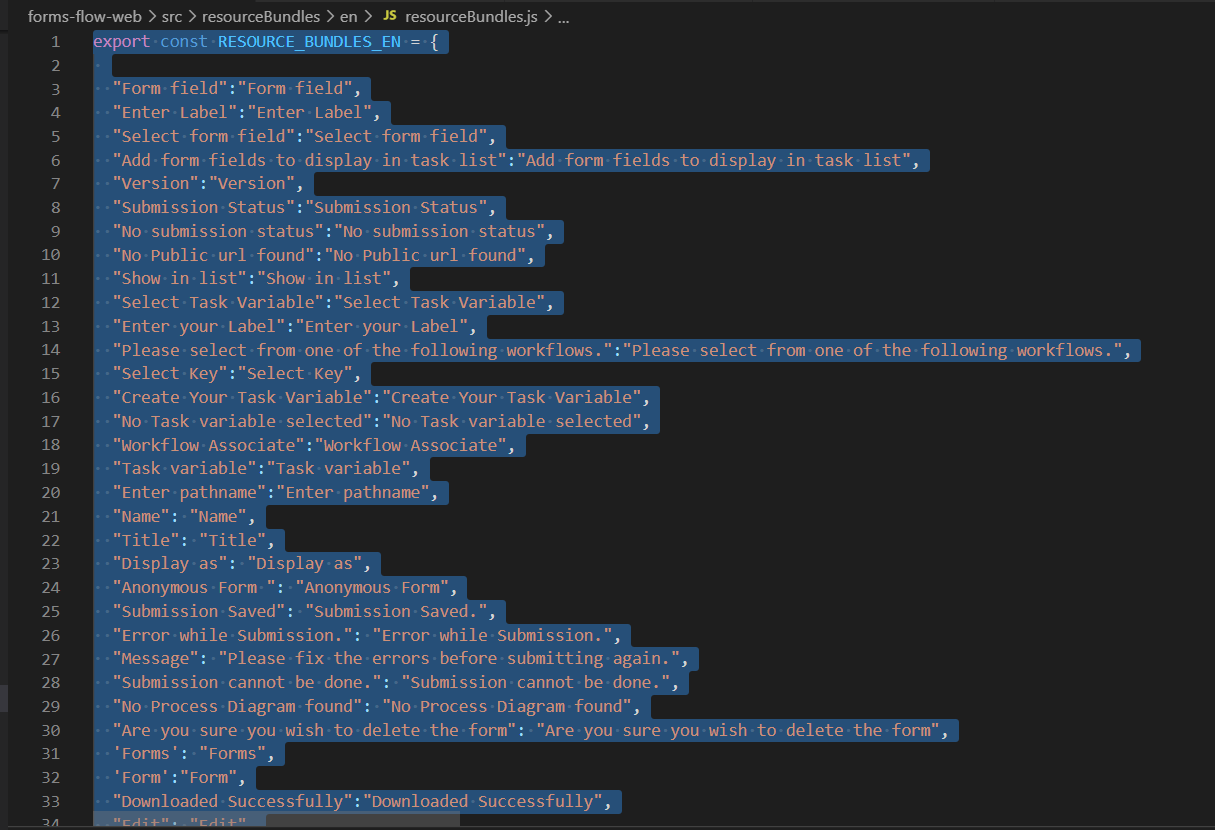 forms-flow-web > src > resourceBundles > en > JS resourceBundles.js > ...
1 export const RESOURCE_BUNDLES_EN = {
2
3 "Form field":"Form field",
4 "Enter Label":"Enter Label",
5 "Select form field":"Select form field",
6 "Add form fields to display in task list":"Add form fields to display in task list",
7 "Version":"Version",
8 "Submission Status":"Submission Status",
9 "No submission status":"No submission status",
10 "No Public url found":"No Public url found",
11 "Show in list":"Show in list",
12 "Select Task Variable":"Select Task Variable",
13 "Enter your Label":"Enter your Label",
14 "Please select from one of the following workflows.":"Please select from one of the following workflows.",
15 "Select Key":"Select Key",
16 "Create Your Task Variable":"Create Your Task Variable",
17 "No Task variable selected":"No Task variable selected",
18 "Workflow Associate":"Workflow Associate",
19 "Task variable":"Task variable",
20 "Enter pathname":"Enter pathname",
21 "Name": "Name",
22 "Title": "Title",
23 "Display as": "Display as",
24 "Anonymous Form ": "Anonymous Form",
25 "Submission Saved": "Submission Saved.",
26 "Error while Submission.": "Error while Submission.",
27 "Message": "Please fix the errors before submitting again.",
28 "Submission cannot be done.": "Submission cannot be done.",
29 "No Process Diagram found": "No Process Diagram found",
30 "Are you sure you wish to delete the form": "Are you sure you wish to delete the form",
31 'Forms': "Forms",
32 'Form':"Form",
33 "Downloaded Successfully":"Downloaded Successfully",
34 "Edit": "Edit"